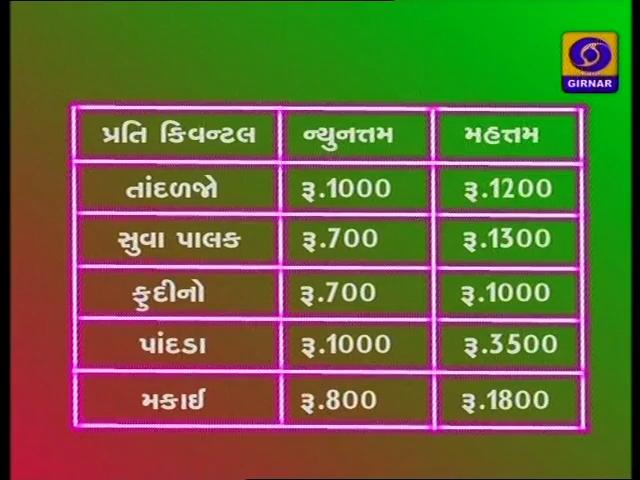 GIRNAR
પ્રતિ કિવન્ટલ ન્યુનત્તમ મહત્તમ
તાંદળજો રૂ.1000 રૂ.1200
સુવા પાલક રૂ.700 રૂ.1300
ફુદીનો રૂ.700 રૂ.1000
પાંદડા રૂ.1000 રૂ.3500
મકાઈ રૂ.800 રૂ.1800